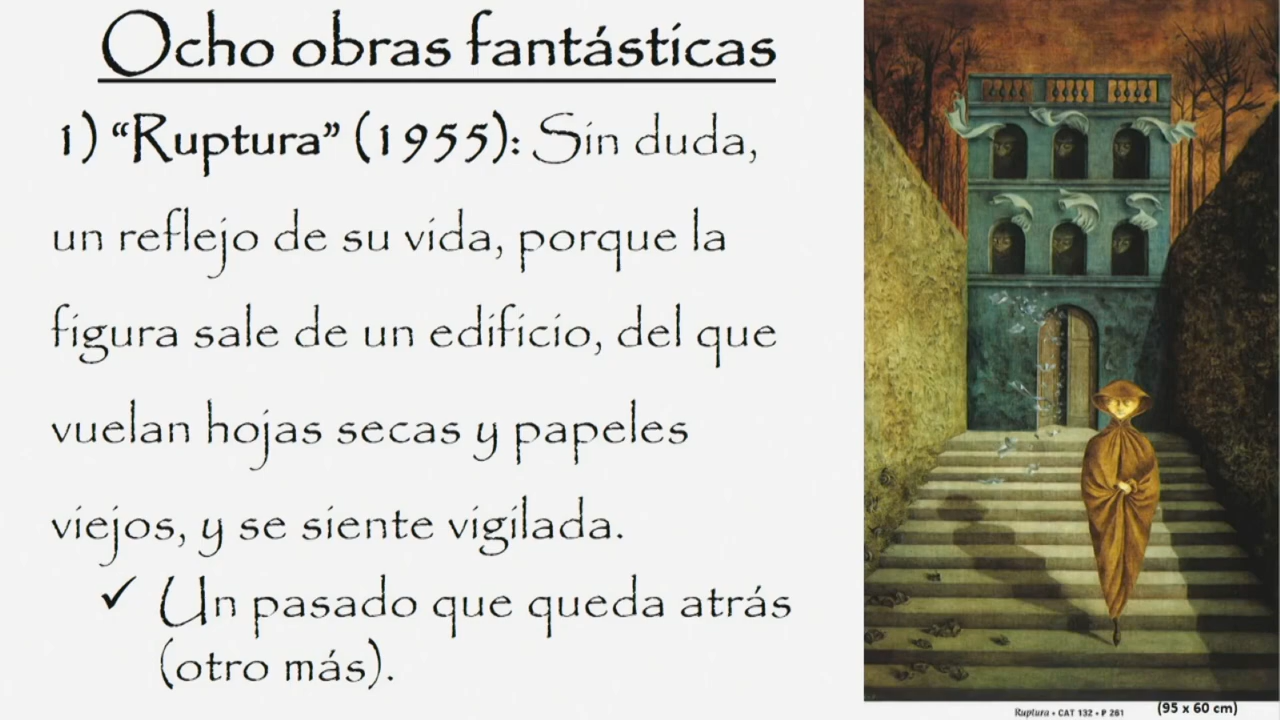 Ocho obras fantásticas
1) “Ruptura” (1955): Sin duda,
un reflejo de su vida, porque la
figura sale de un edificio, del que
vuelan hojas secas y papeles
viejos, y se siente vigilada.
✓ Un pasado que queda atrás
(otro más).
Ruptura • CAT 132 • P 261 (95 x 60 cm)